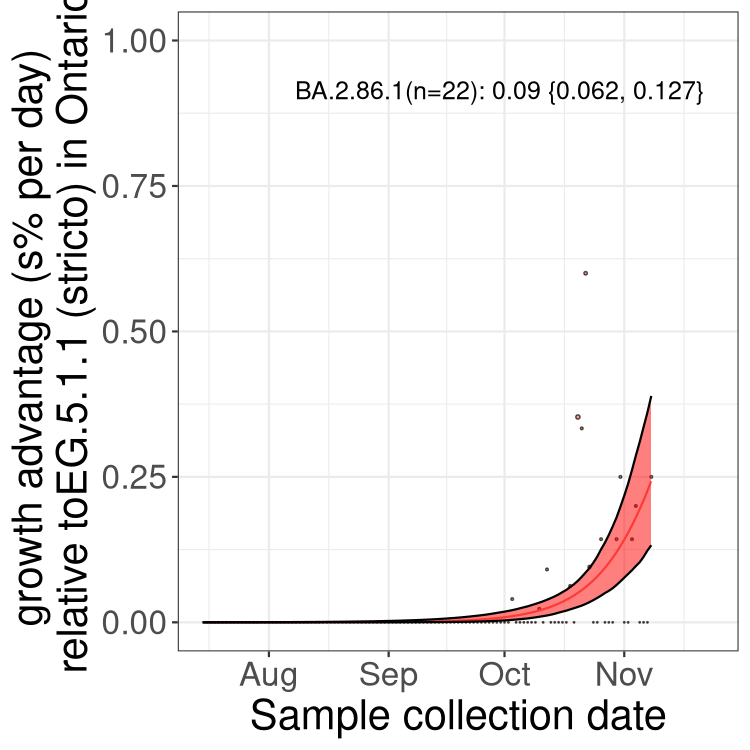 growth advantage (s% per day)
relative toEG.5.1.1 (stricto) in Ontario
1.00
0.75
0.50
0.25
0.00
BA.2.86.1(n=22): 0.09 {0.062, 0.127}
Aug Sep Oct Nov
Sample collection date